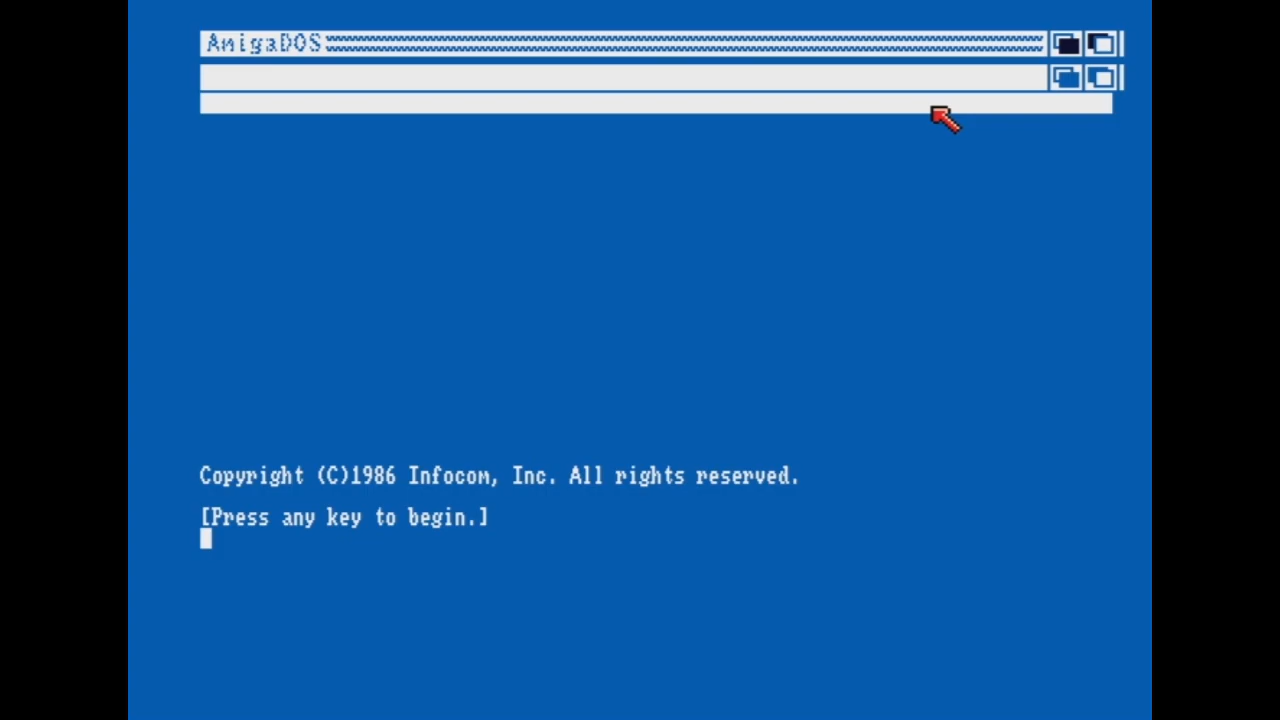 AmigaDOS
Copyright (C)1986 Infocom, Inc. All rights reserved.
[Press any key to begin.]